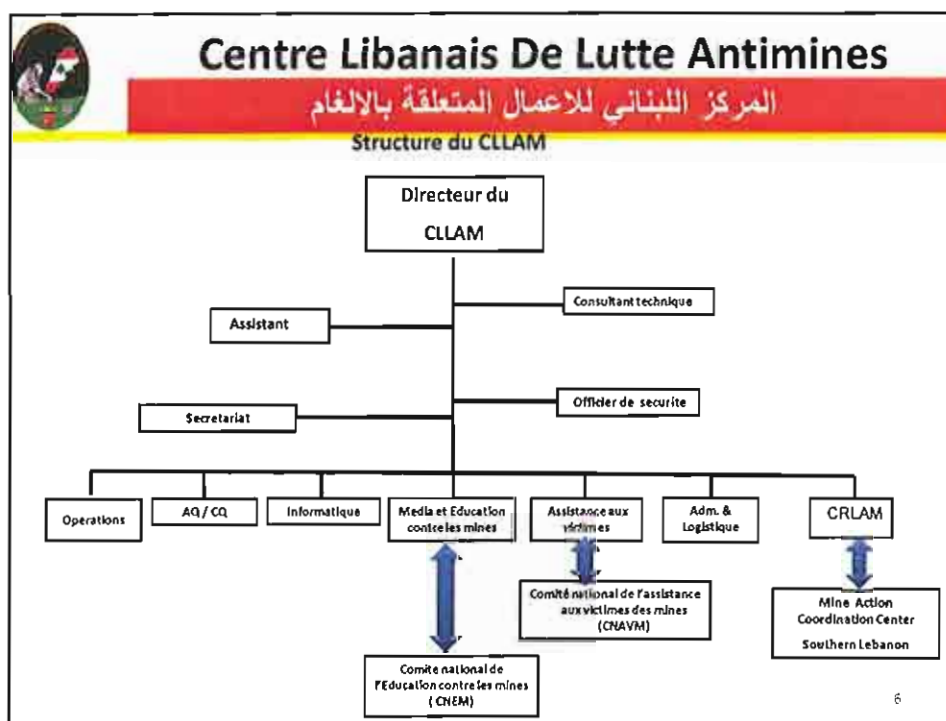 Centre Libanais De Lutte Antimines
المركز اللبناني للاعمال المتعلقة بالالغام
Structure du CLLAM
Directeur du
CLLAM
Consultant technique
Assistant
Officier de securite
Secretariat
Operations
AQ / CQ
Informatique
Media et Education
contre les mines
Assistance aux
victimes
Adm. &
Logistique
CRLAM
Comité national de l'assistance
aux victimes des mines
(CNAVM)
Mine Action
Coordination Center
Southern Lebanon
Comite national de
l'Education contre les mines
( CNEM)
6